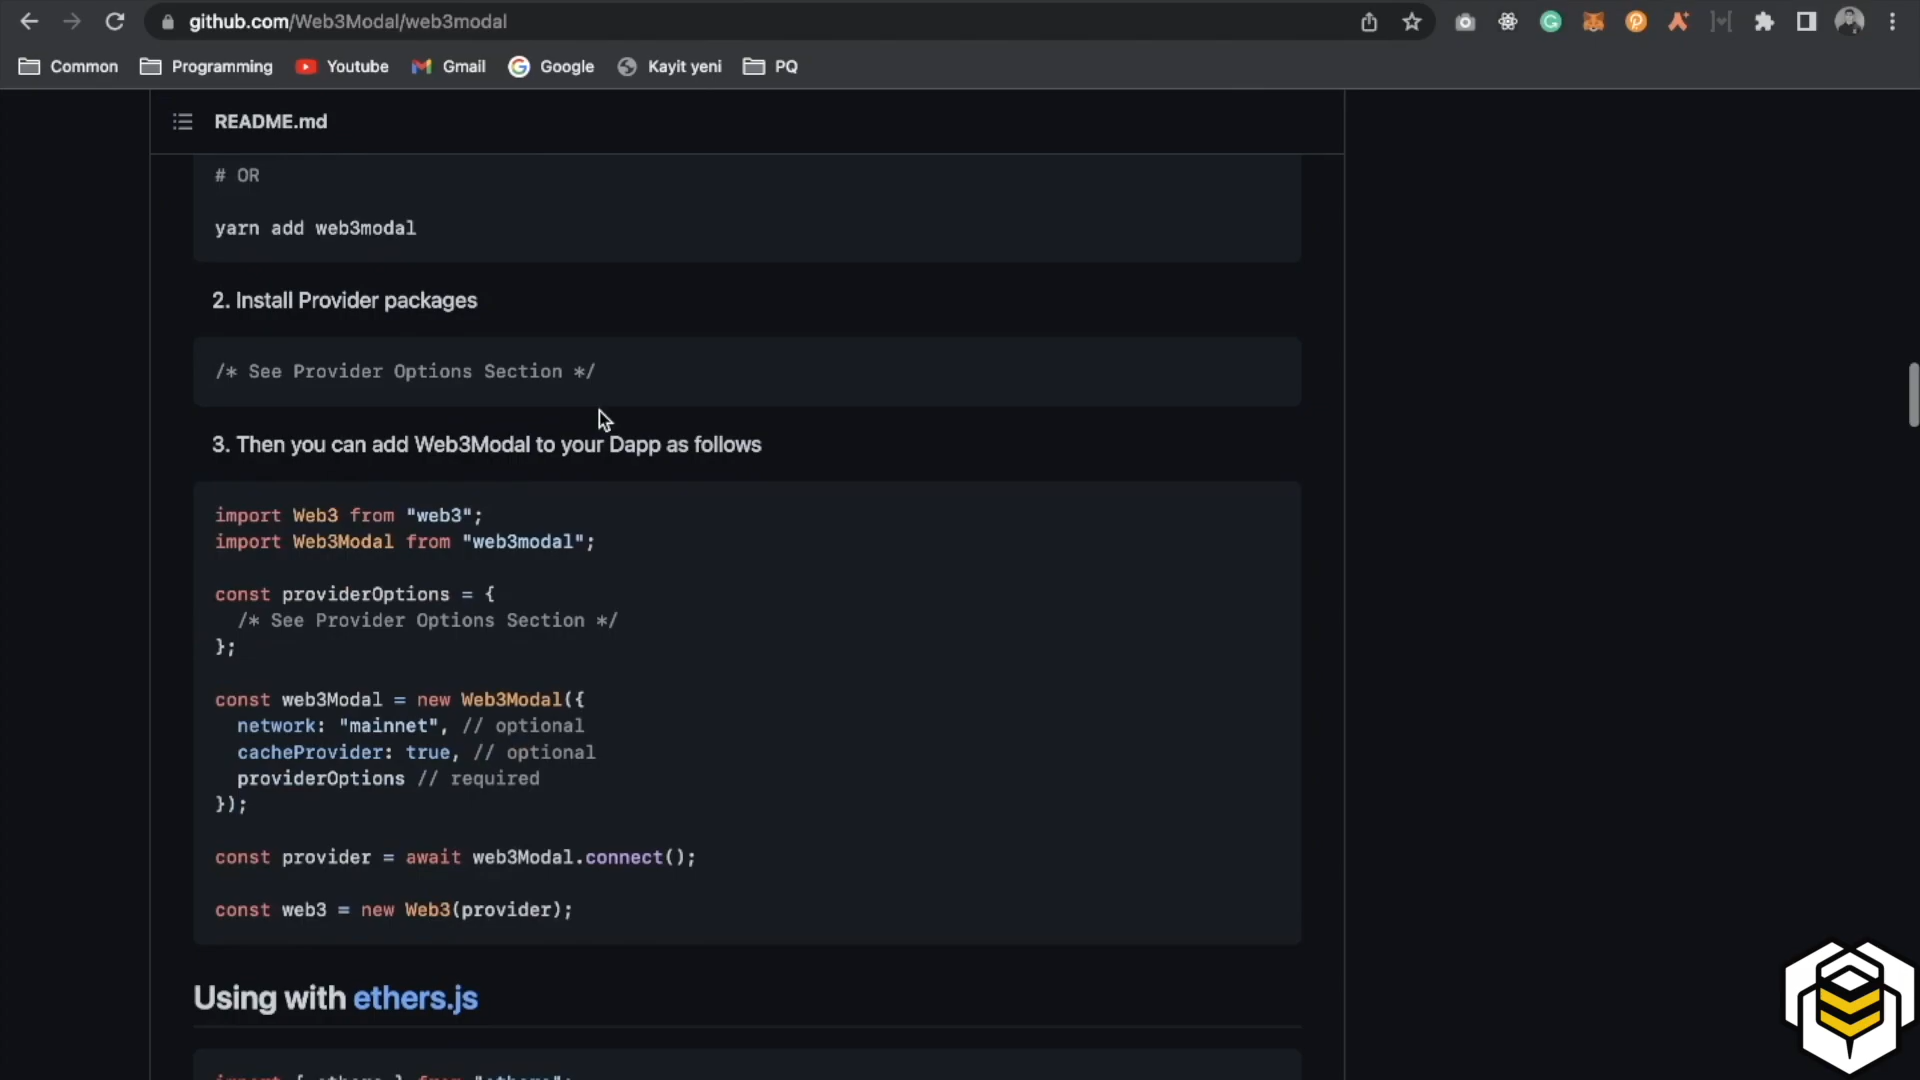 github.com/Web3Modal/web3modal
Common Programming Youtube Gmail Google Kayit yeni PQ
README.md
# OR
yarn add web3modal
2. Install Provider packages
/* See Provider Options Section */
3. Then you can add Web3Modal to your Dapp as follows
import Web3 from "web3";
import Web3Modal from "web3modal";
const providerOptions = {
/* See Provider Options Section */
};
const web3Modal = new Web3Modal({
network: "mainnet", // optional
cacheProvider: true, // optional
providerOptions // required
});
const provider = await web3Modal.connect();
const web3 = new Web3(provider);
Using with ethers.js
import { ethers } from "ethers";